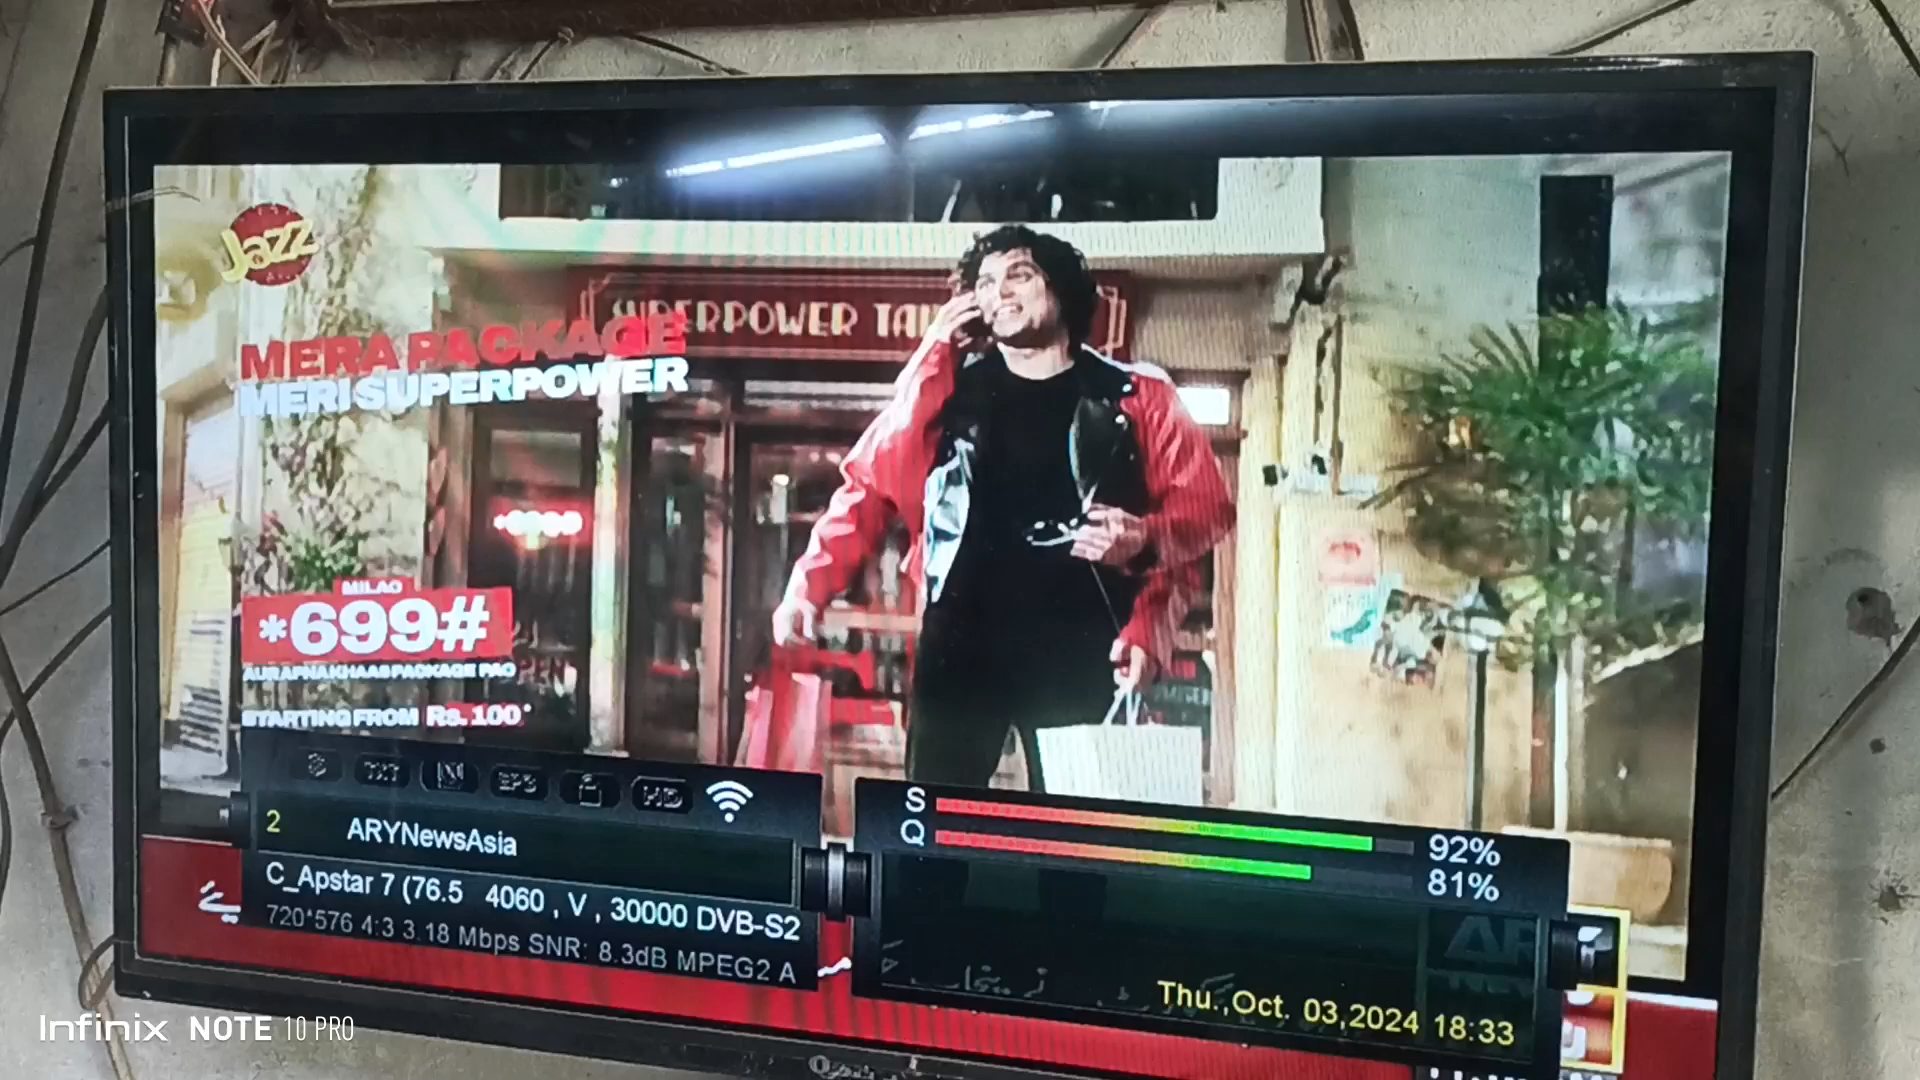 Jazz
SUPERPOWER
MERA PACKAGE
MERI SUPERPOWER
MILAO
*699#
AUR APNA KHAAS PACKAGE PAO
STARTING FROM Rs. 100*
OPEN
TXT
EPG
HD
2 ARYNewsAsia
C_Apstar 7 (76.5 4060 , V , 30000 DVB-S2
720*576 4:3 3.18 Mbps SNR: 8.3dB MPEG2 A
S 92%
Q 81%
Thu.,Oct. 03,2024 18:33
Infinix NOTE 10 PRO